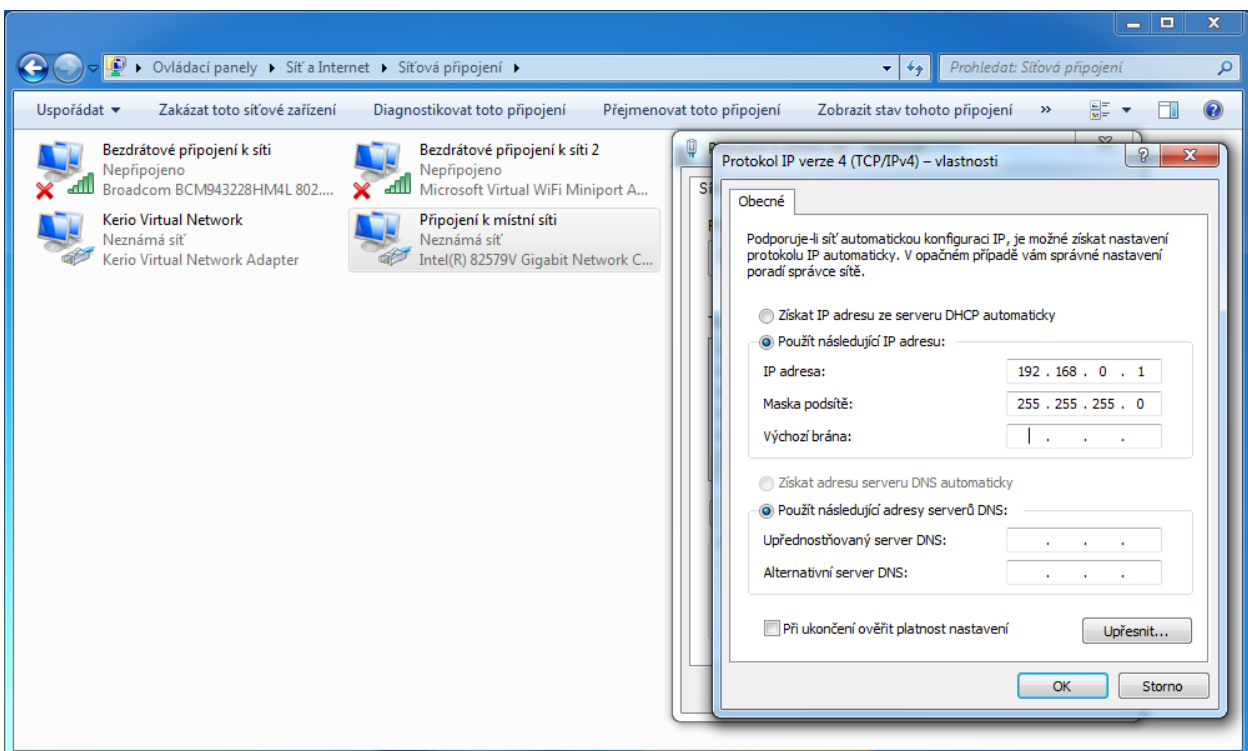 Ovládací panely Síť a Internet Síťová připojení
Prohledat: Síťová připojení
Uspořádat Zakázat toto síťové zařízení Diagnostikovat toto připojení Přejmenovat toto připojení Zobrazit stav tohoto připojení »
Bezdrátové připojení k síti
Nepřipojeno
Broadcom BCM943228HM4L 802....
Bezdrátové připojení k síti 2
Nepřipojeno
Microsoft Virtual WiFi Miniport A...
Kerio Virtual Network
Neznámá síť
Kerio Virtual Network Adapter
Připojení k místní síti
Neznámá síť
Intel(R) 82579V Gigabit Network C...
Protokol IP verze 4 (TCP/IPv4) – vlastnosti
Obecné
Podporuje-li síť automatickou konfiguraci IP, je možné získat nastavení
protokolu IP automaticky. V opačném případě vám správné nastavení
poradí správce sítě.
Získat IP adresu ze serveru DHCP automaticky
Použít následující IP adresu:
IP adresa: 192 . 168 . 0 . 1
Maska podsítě: 255 . 255 . 255 . 0
Výchozí brána: . . .
Získat adresu serveru DNS automaticky
Použít následující adresy serverů DNS:
Upřednostňovaný server DNS: . . .
Alternativní server DNS: . . .
Při ukončení ověřit platnost nastavení
Upřesnit...
OK Storno